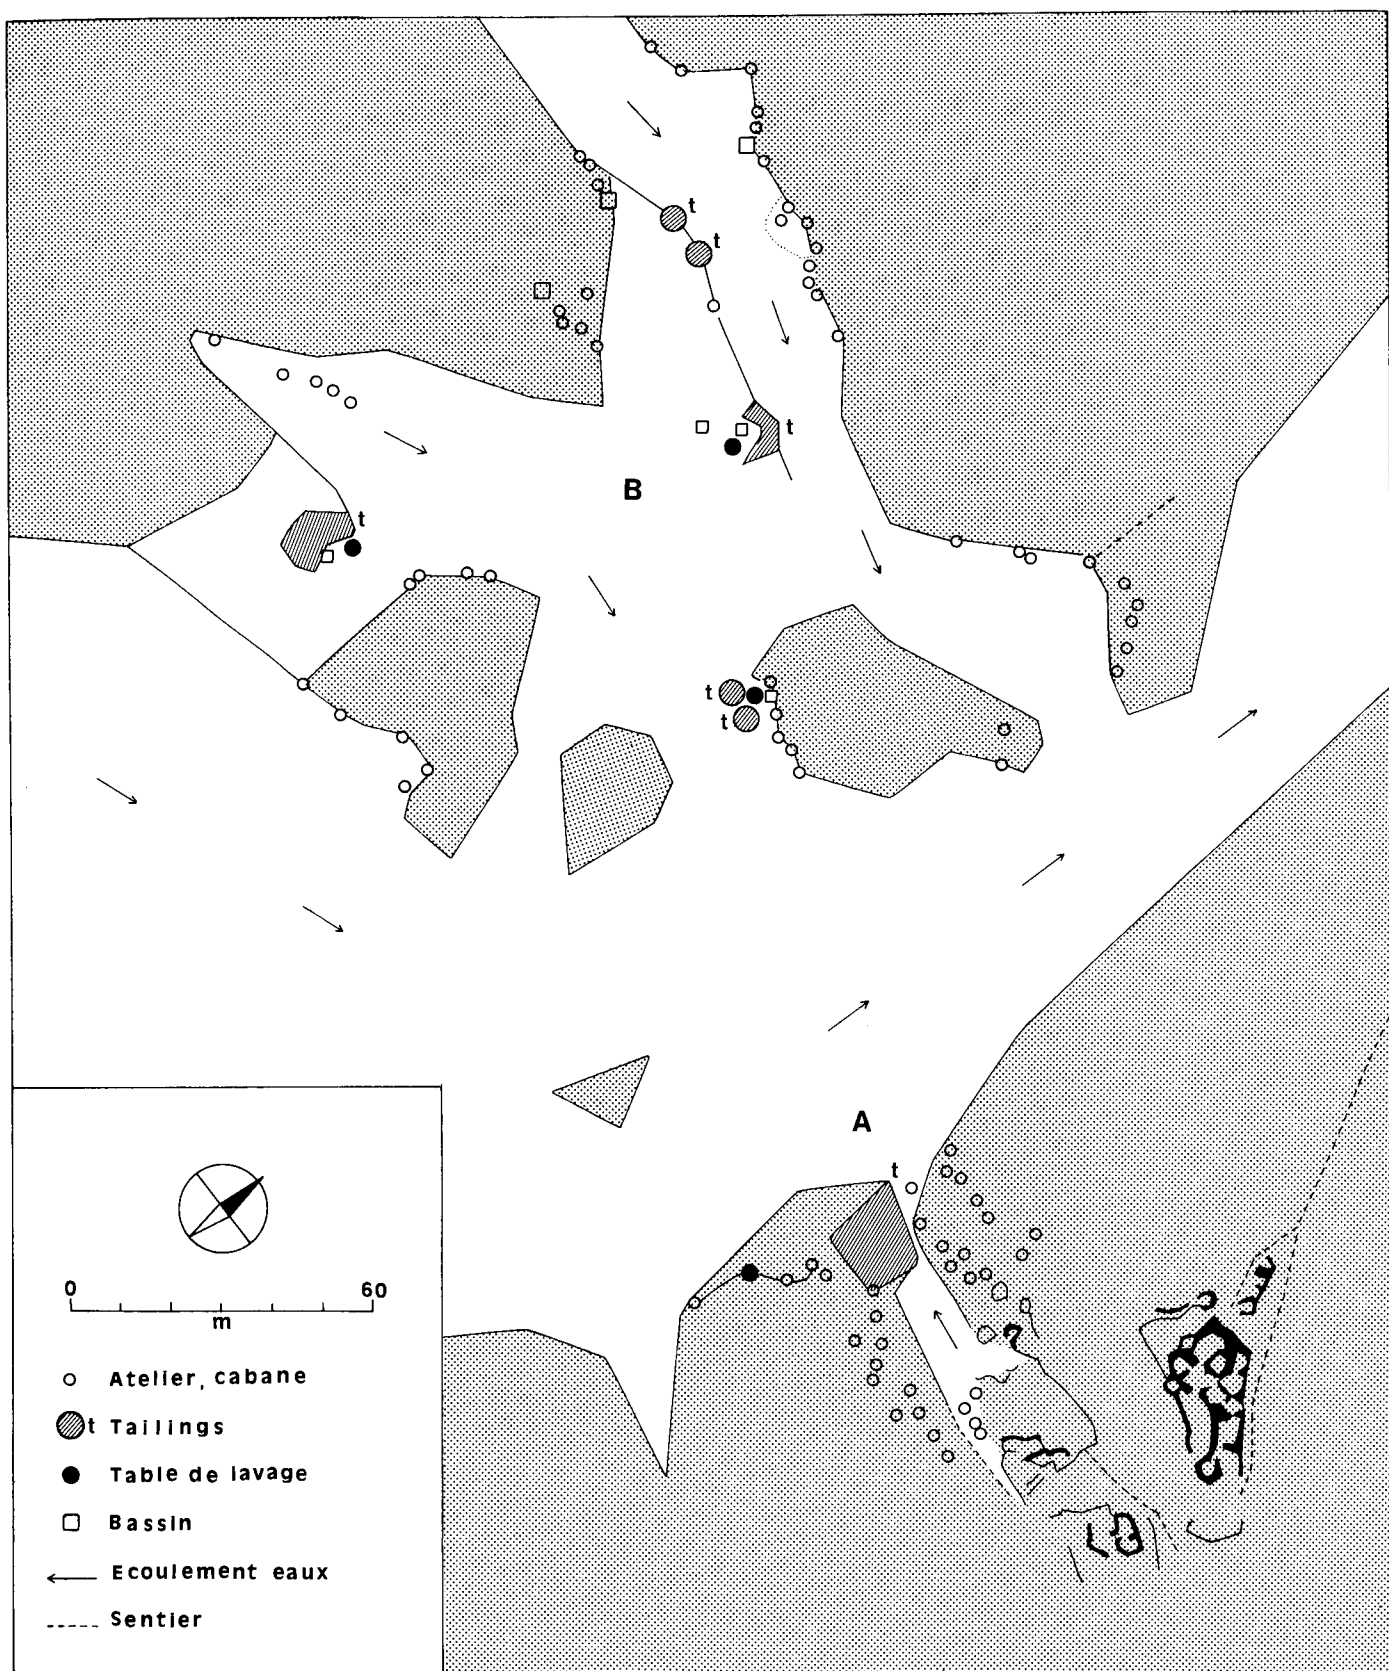 t
t
t
B
t
t
t
A
t
0 60
m
Atelier, cabane
t Tailings
Table de lavage
Bassin
Ecoulement eaux
Sentier